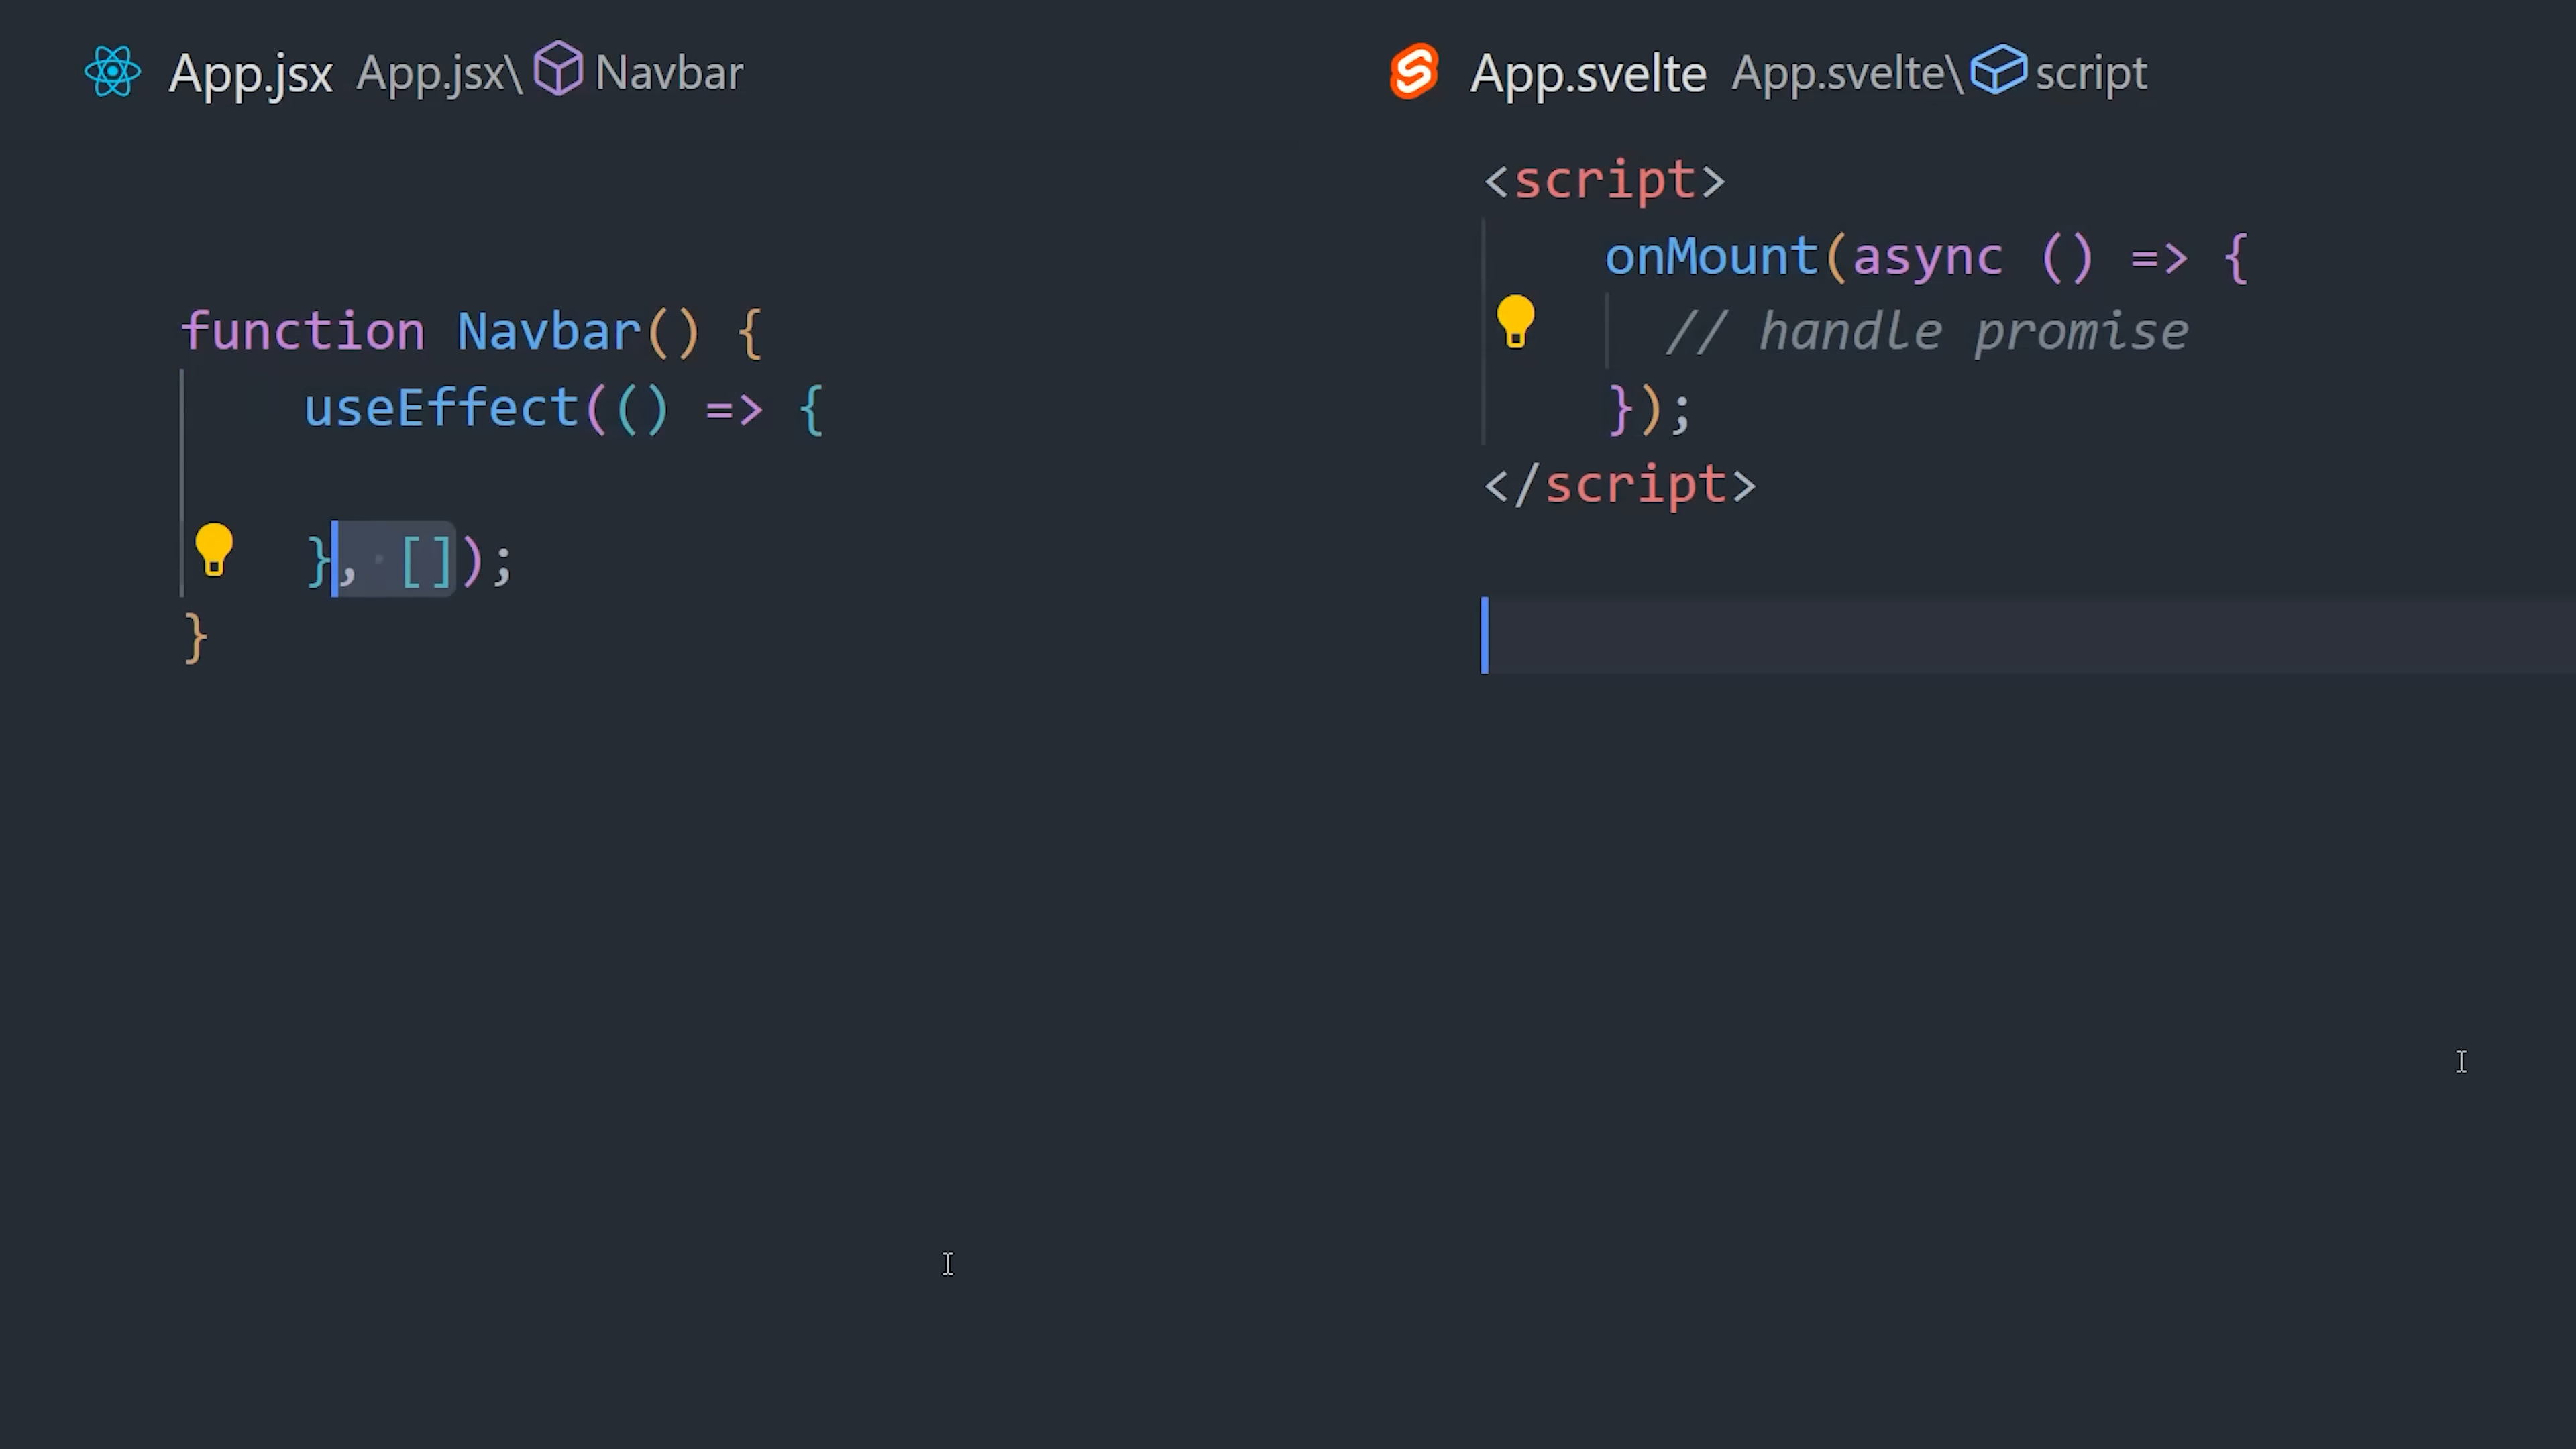 App.jsx App.jsx\ Navbar
function Navbar() {
useEffect(() => {
}, []);
}
App.svelte App.svelte\ script
<script>
onMount(async () => {
// handle promise
});
</script>